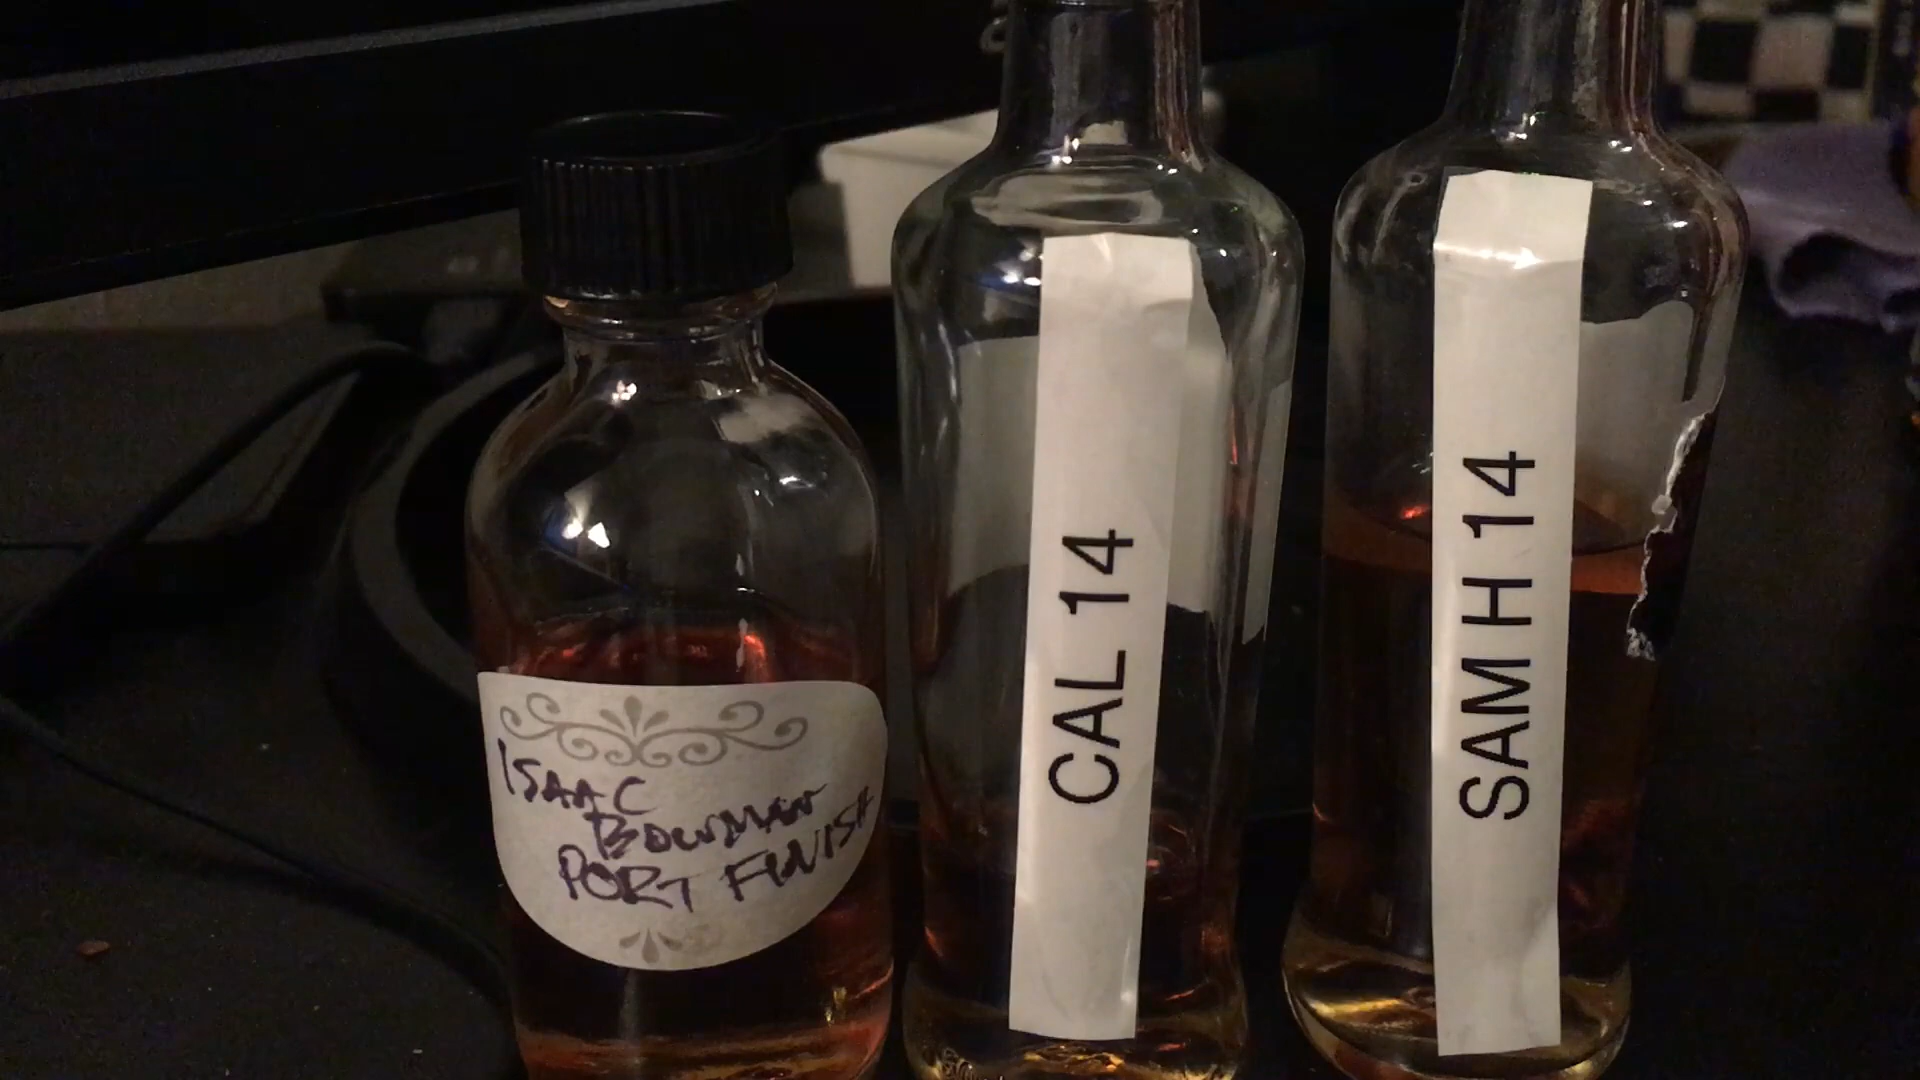 ISAAC
BOWMAN
PORT FINISH
CAL 14
SAM H 14